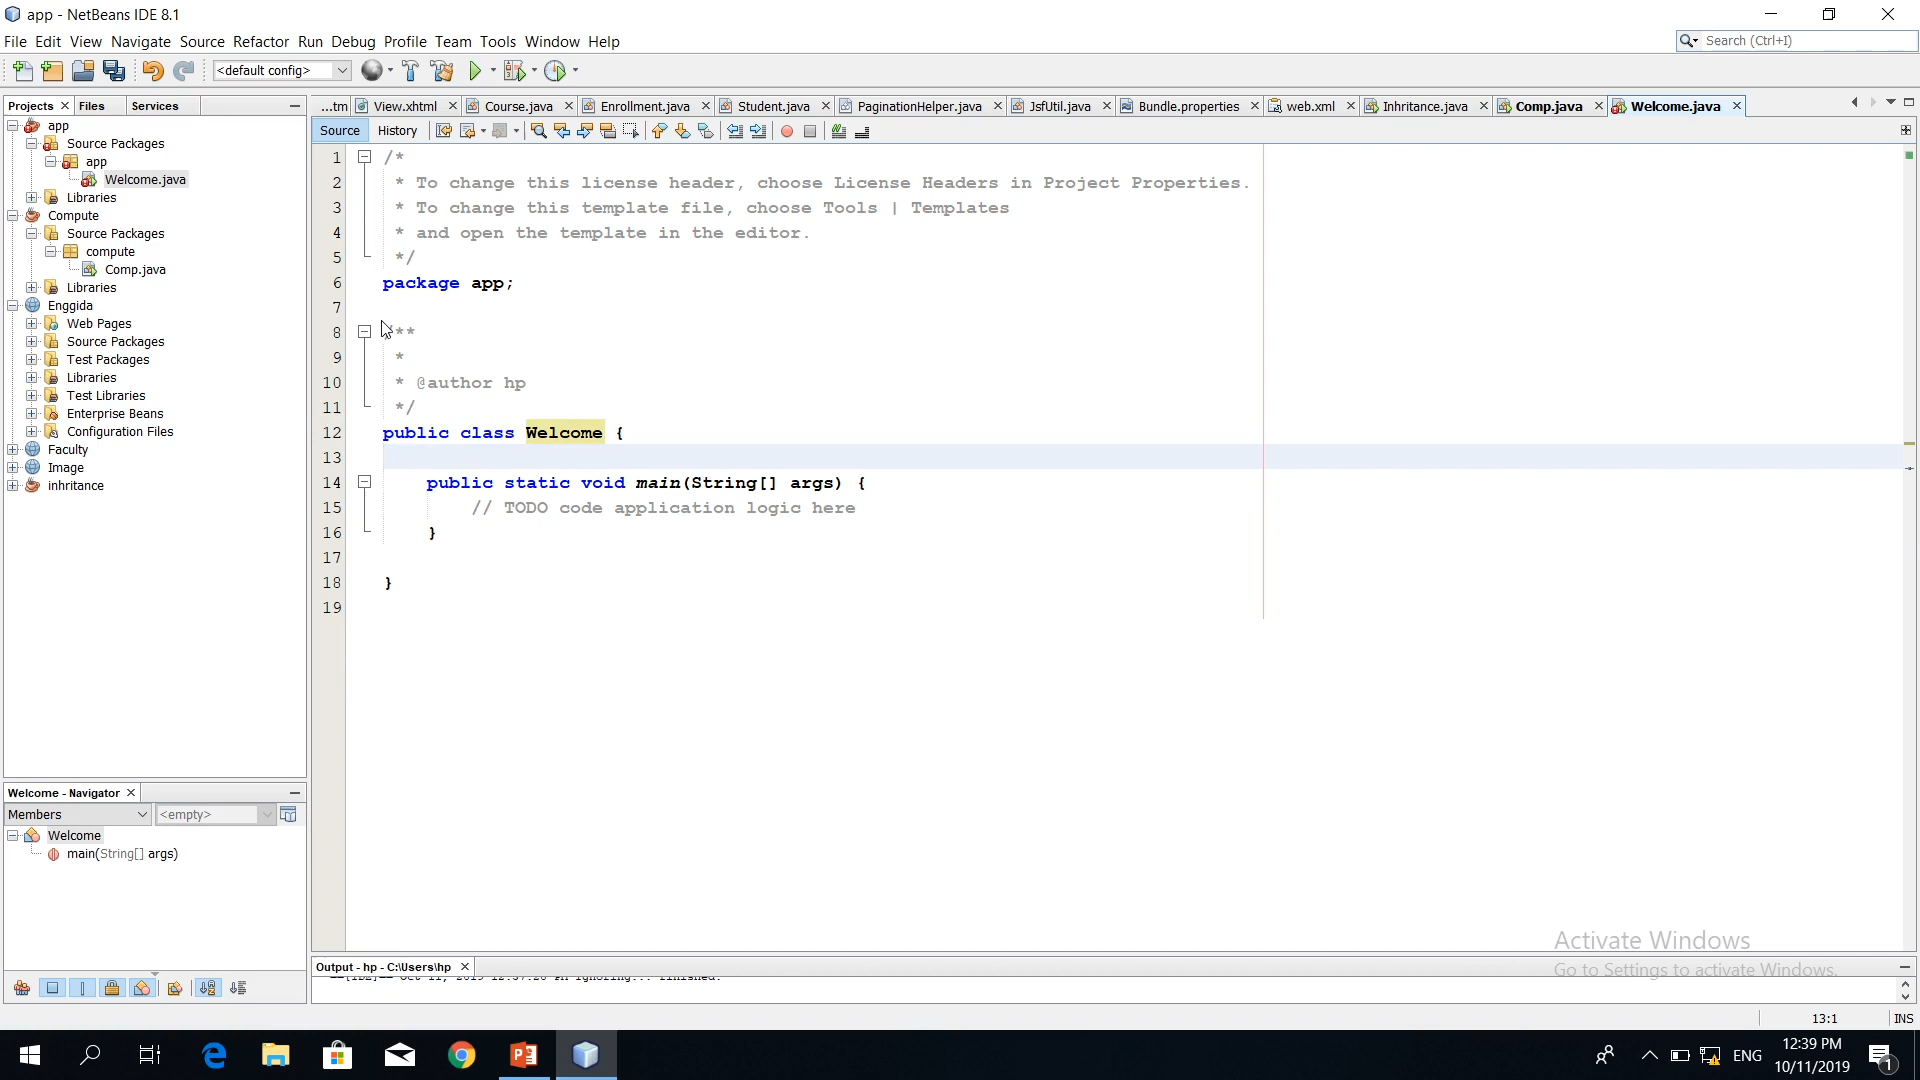 app - NetBeans IDE 8.1
File Edit View Navigate Source Refactor Run Debug Profile Team Tools Window Help
Search (Ctrl+I)
<default config>
Projects Files Services
...tm View.xhtml Course.java Enrollment.java Student.java PaginationHelper.java JsfUtil.java Bundle.properties web.xml Inhritance.java Comp.java Welcome.java
Source History
app
Source Packages
app
Welcome.java
Libraries
Compute
Source Packages
compute
Comp.java
Libraries
Enggida
Web Pages
Source Packages
Test Packages
Libraries
Test Libraries
Enterprise Beans
Configuration Files
Faculty
Image
inhritance
1 /*
2 * To change this license header, choose License Headers in Project Properties.
3 * To change this template file, choose Tools | Templates
4 * and open the template in the editor.
5 */
6 package app;
7
8 **
9 *
10 * @author hp
11 */
12 public class Welcome {
13
14 public static void main(String[] args) {
15 // TODO code application logic here
16 }
17
18 }
19
Welcome - Navigator
Members <empty>
Welcome
main(String[] args)
Output - hp - C:\Users\hp
Activate Windows
Go to Settings to activate Windows.
13:1 INS
ENG
12:39 PM
10/11/2019
1